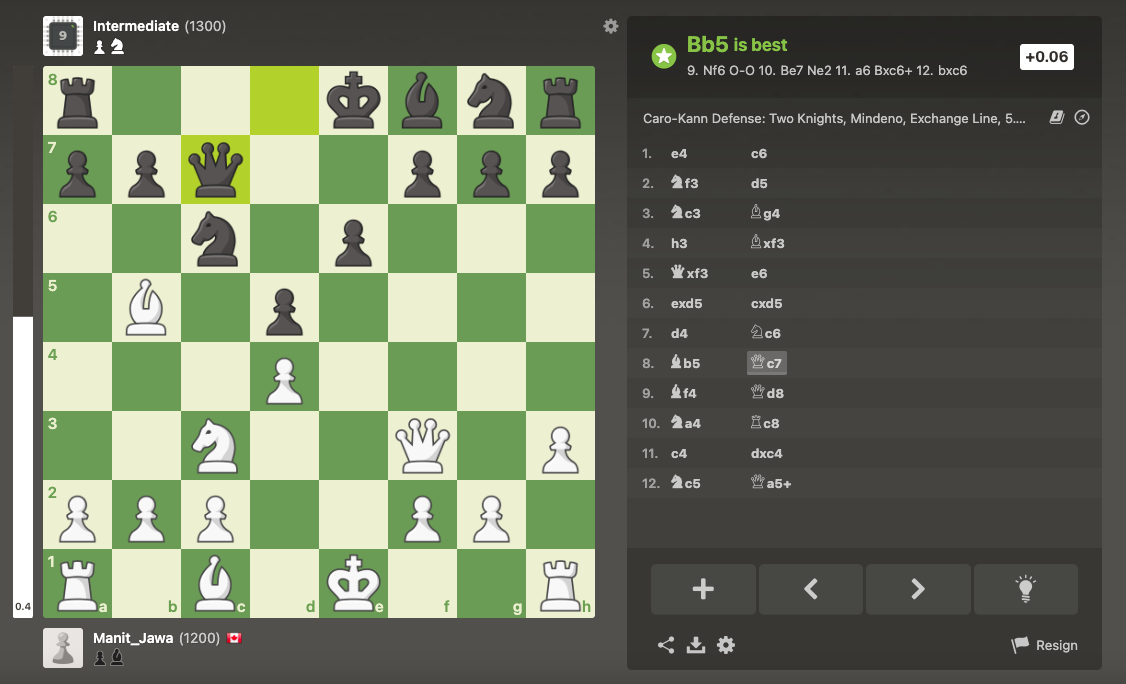 9
Intermediate (1300)
8
7
6
5
4
3
2
1
a b c d e f g h
0.4
Manit_Jawa (1200)
Bb5 is best
+0.06
9. Nf6 O-O 10. Be7 Ne2 11. a6 Bxc6+ 12. bxc6
Caro-Kann Defense: Two Knights, Mindeno, Exchange Line, 5....
1. e4 c6
2. f3 d5
3. c3 g4
4. h3 xf3
5. xf3 e6
6. exd5 cxd5
7. d4 c6
8. b5 c7
9. f4 d8
10. a4 c8
11. c4 dxc4
12. c5 a5+
Resign